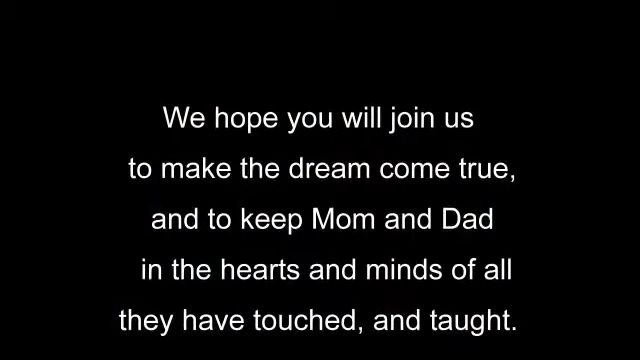 We hope you will join us
to make the dream come true,
and to keep Mom and Dad
in the hearts and minds of all
they have touched, and taught.